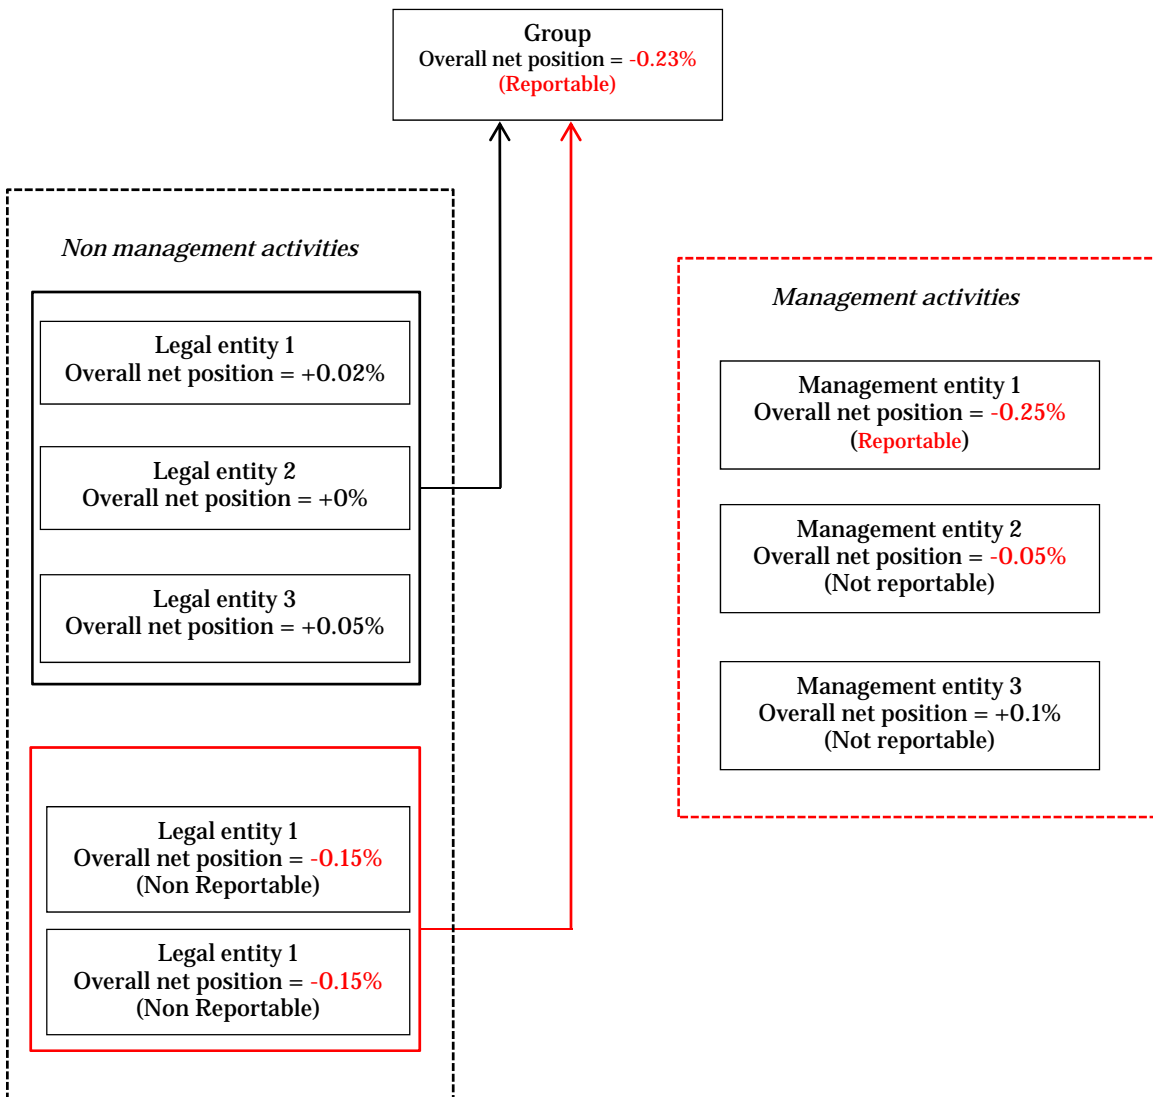 Group
Overall net position = -0.23%
(Reportable)
Non management activities
Legal entity 1
Overall net position = +0.02%
Legal entity 2
Overall net position = +0%
Legal entity 3
Overall net position = +0.05%
Legal entity 1
Overall net position = -0.15%
(Non Reportable)
Legal entity 1
Overall net position = -0.15%
(Non Reportable)
Management activities
Management entity 1
Overall net position = -0.25%
(Reportable)
Management entity 2
Overall net position = -0.05%
(Not reportable)
Management entity 3
Overall net position = +0.1%
(Not reportable)